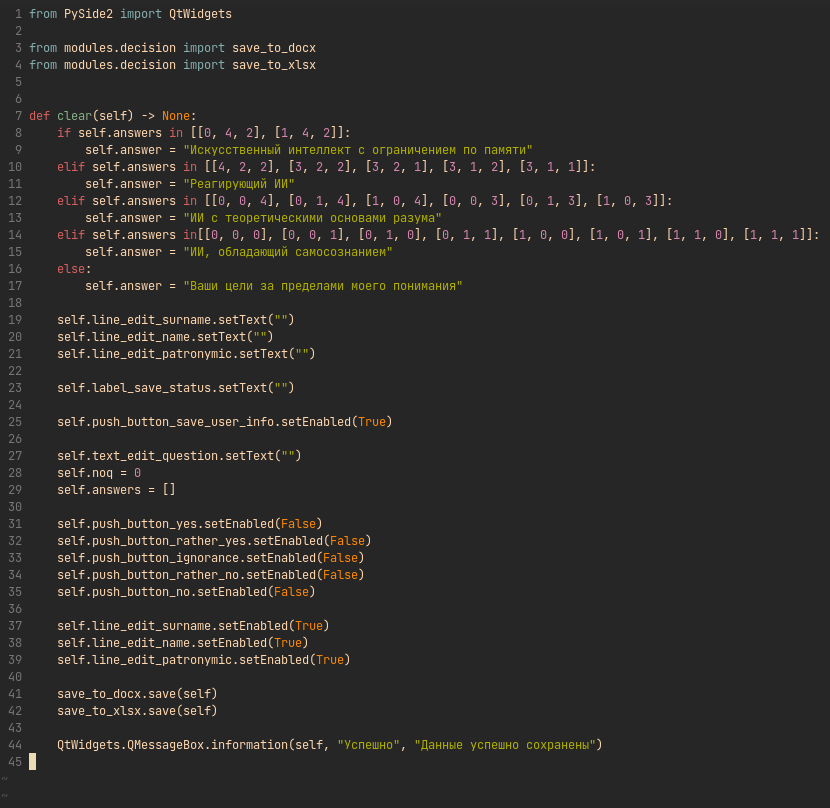 1 from PySide2 import QtWidgets
2
3 from modules.decision import save_to_docx
4 from modules.decision import save_to_xlsx
5
6
7 def clear(self) -> None:
8     if self.answers in [[0, 4, 2], [1, 4, 2]]:
9         self.answer = "Искусственный интеллект с ограничением по памяти"
10     elif self.answers in [[4, 2, 2], [3, 2, 2], [3, 2, 1], [3, 1, 2], [3, 1, 1]]:
11         self.answer = "Реагирующий ИИ"
12     elif self.answers in [[0, 0, 4], [0, 1, 4], [1, 0, 4], [0, 0, 3], [0, 1, 3], [1, 0, 3]]:
13         self.answer = "ИИ с теоретическими основами разума"
14     elif self.answers in[[0, 0, 0], [0, 0, 1], [0, 1, 0], [0, 1, 1], [1, 0, 0], [1, 0, 1], [1, 1, 0], [1, 1, 1]]:
15         self.answer = "ИИ, обладающий самосознанием"
16     else:
17         self.answer = "Ваши цели за пределами моего понимания"
18
19     self.line_edit_surname.setText("")
20     self.line_edit_name.setText("")
21     self.line_edit_patronymic.setText("")
22
23     self.label_save_status.setText("")
24
25     self.push_button_save_user_info.setEnabled(True)
26
27     self.text_edit_question.setText("")
28     self.noq = 0
29     self.answers = []
30
31     self.push_button_yes.setEnabled(False)
32     self.push_button_rather_yes.setEnabled(False)
33     self.push_button_ignorance.setEnabled(False)
34     self.push_button_rather_no.setEnabled(False)
35     self.push_button_no.setEnabled(False)
36
37     self.line_edit_surname.setEnabled(True)
38     self.line_edit_name.setEnabled(True)
39     self.line_edit_patronymic.setEnabled(True)
40
41     save_to_docx.save(self)
42     save_to_xlsx.save(self)
43
44     QtWidgets.QMessageBox.information(self, "Успешно", "Данные успешно сохранены")
45
~
~